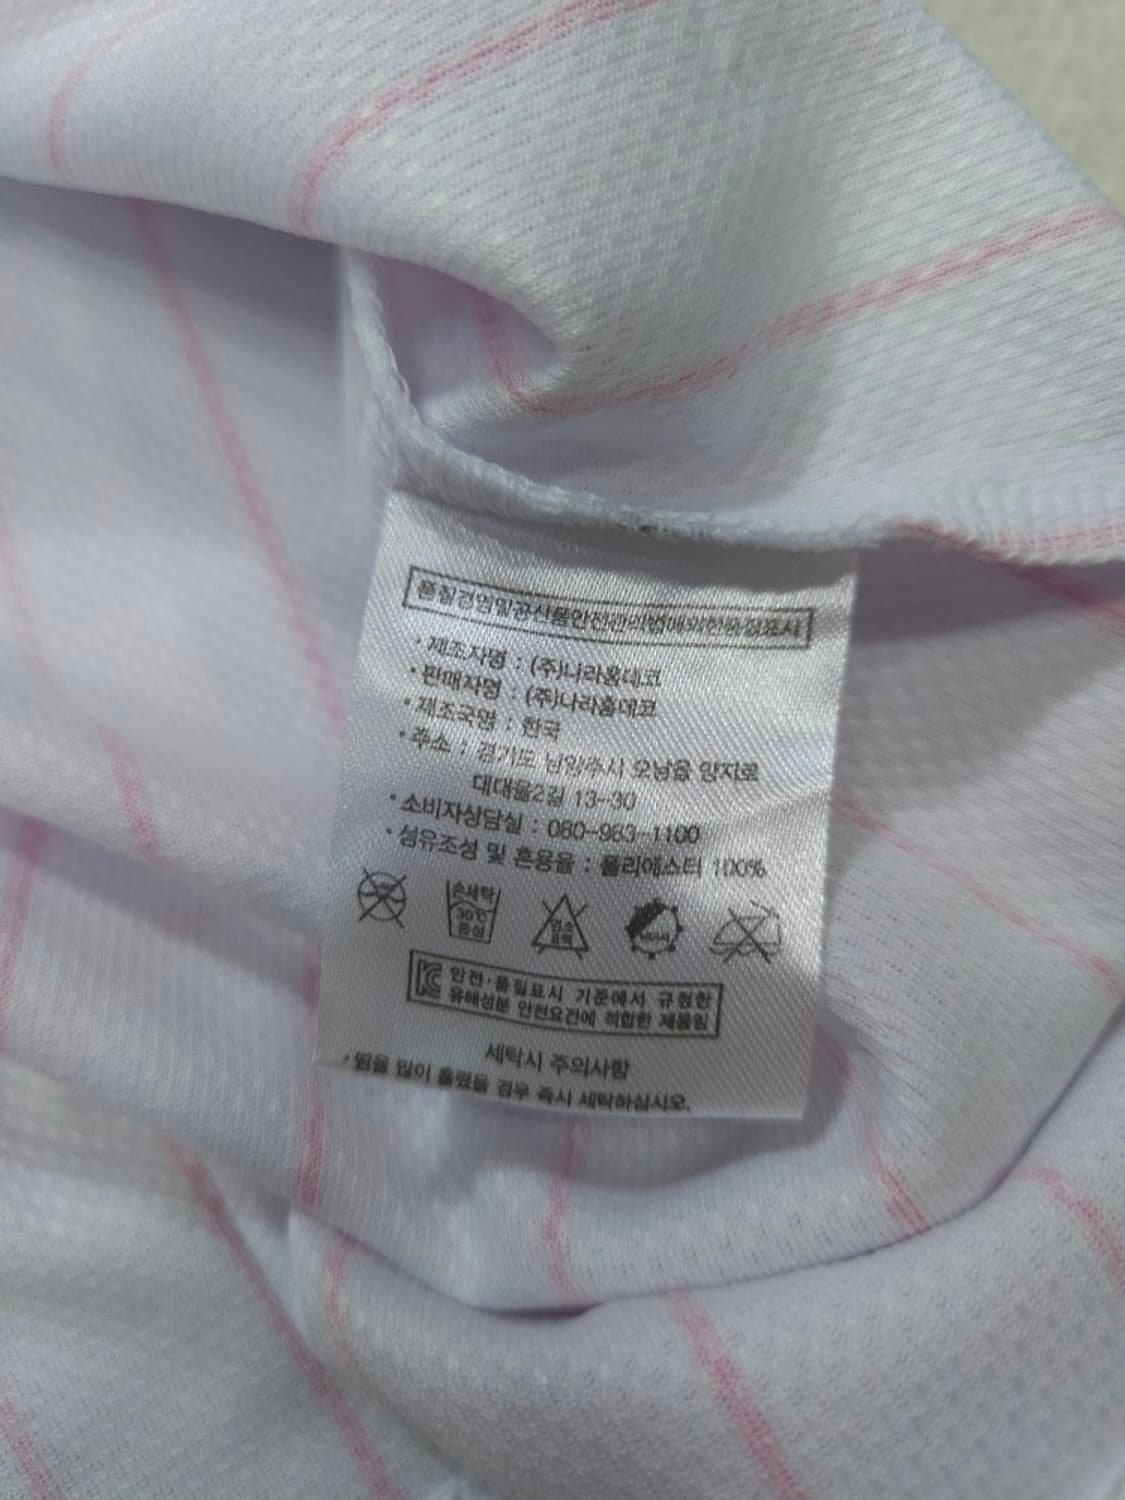 품질경영및공산품안전관리법에의한품질표시
· 제조자명 : (주)나라홈데코
· 판매자명 : (주)나라홈데코
· 제조국명 : 한국
· 주소 : 경기도 남양주시 오남읍 양지로
대대울2길 13-30
· 소비자상담실 : 080-983-1100
· 섬유조성 및 혼용율 : 폴리에스터 100%
손세탁
30℃
중성
염소
표백
안전·품질표시 기준에서 규정한
유해성분 안전요건에 적합한 제품임
세탁시 주의사항
· 땀을 많이 흘렸을 경우 즉시 세탁하십시오.